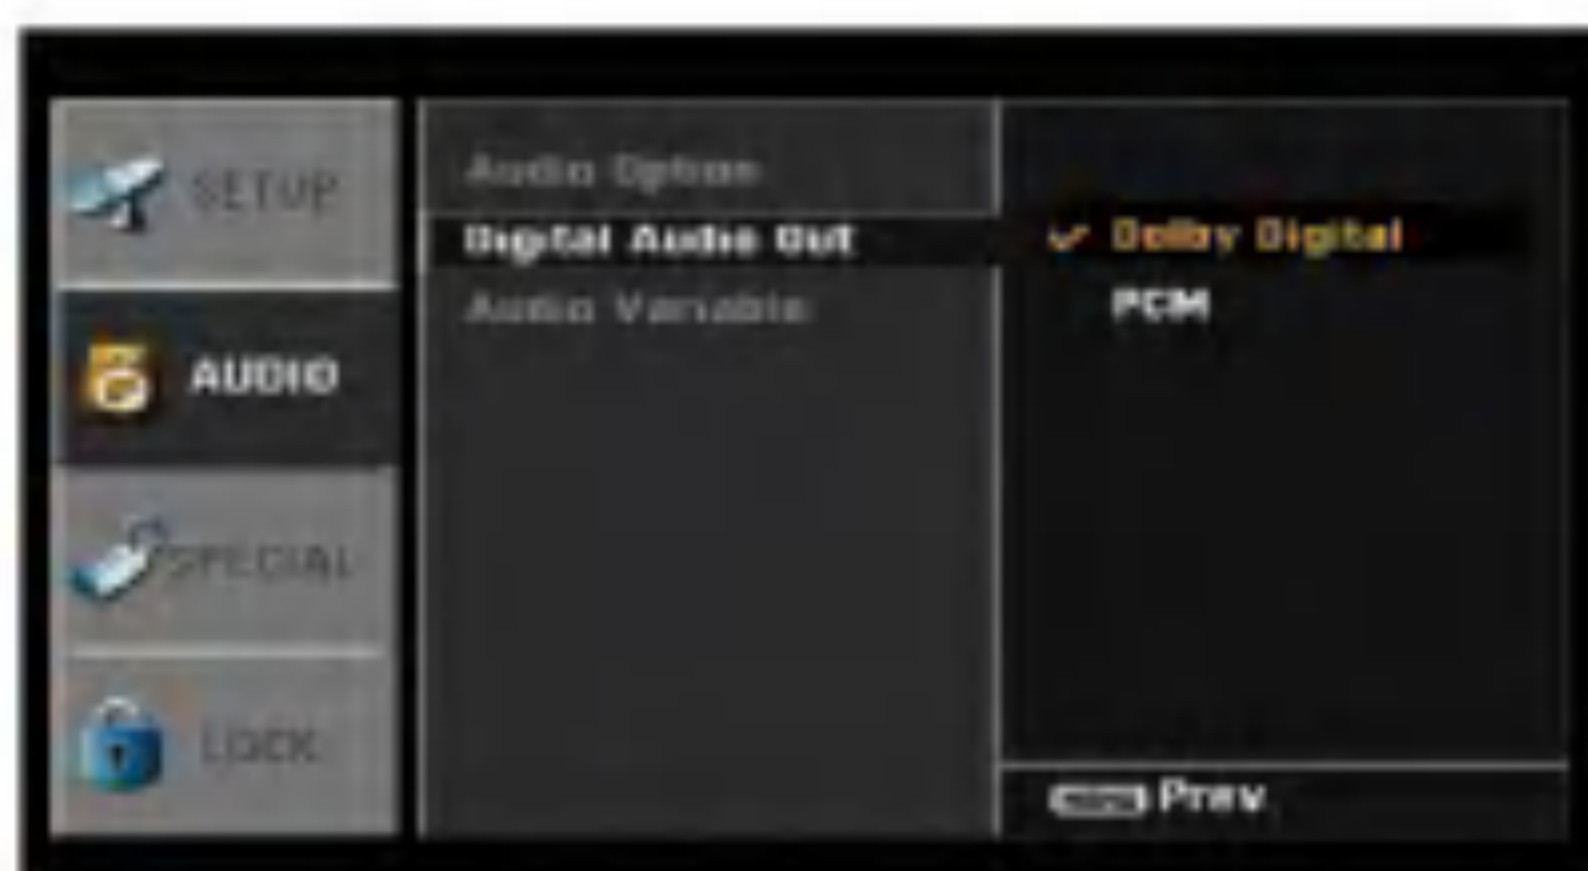 SETUP
AUDIO
SPECIAL
LOCK
Audio Option
Digital Audio Out
Audio Variable
Dolby Digital
PCM
Prev.